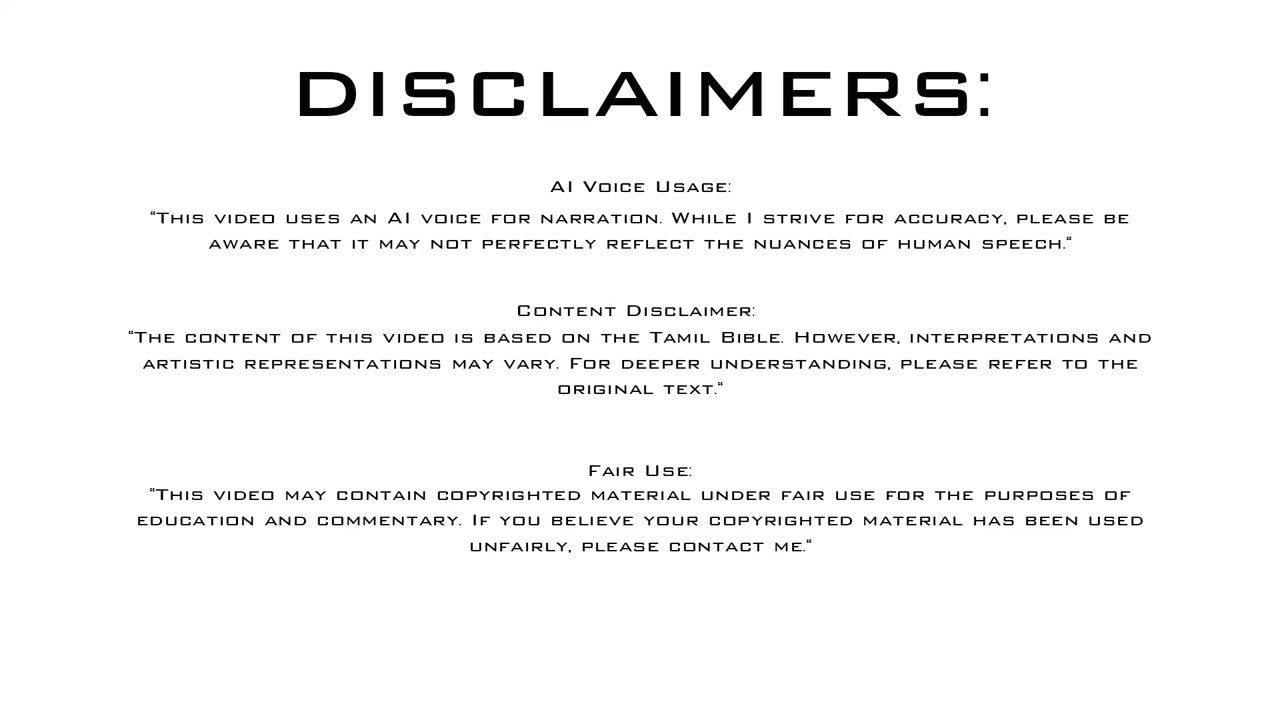 DISCLAIMERS:
AI Voice Usage:
“This video uses an AI voice for narration. While I strive for accuracy, please be
aware that it may not perfectly reflect the nuances of human speech.“
Content Disclaimer:
“The content of this video is based on the Tamil Bible. However, interpretations and
artistic representations may vary. For deeper understanding, please refer to the
original text.“
Fair Use:
“This video may contain copyrighted material under fair use for the purposes of
education and commentary. If you believe your copyrighted material has been used
unfairly, please contact me.“